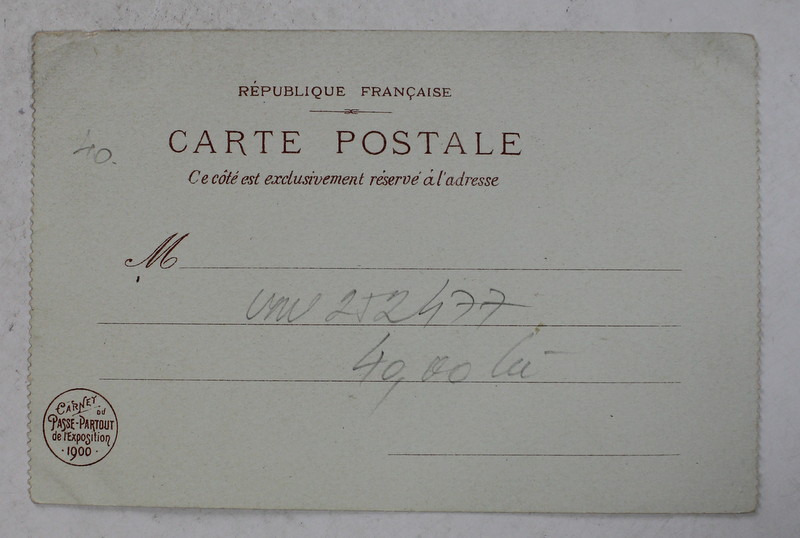 RÉPUBLIQUE FRANÇAISE
CARTE POSTALE
Ce côté est exclusivement réservé à l'adresse
40.
M
252477
40,00 lei
CARNET
DU
PASSE-PARTOUT
de l'Exposition
· 1900 ·